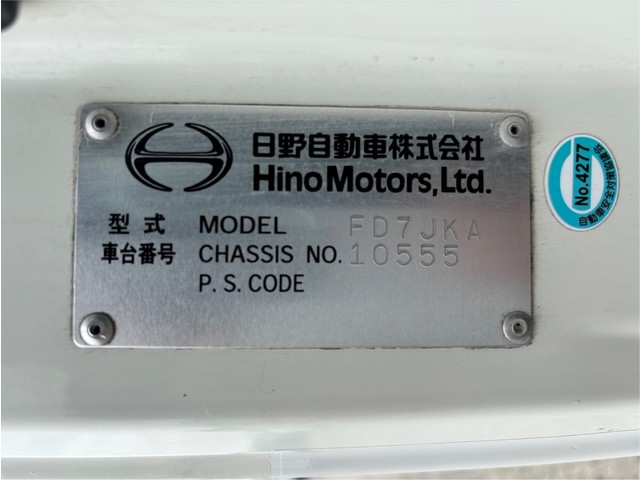 日野自動車株式会社
Hino Motors, Ltd.
型式 MODEL FD7JKA
車台番号 CHASSIS NO. 10555
P. S. CODE
No.4277